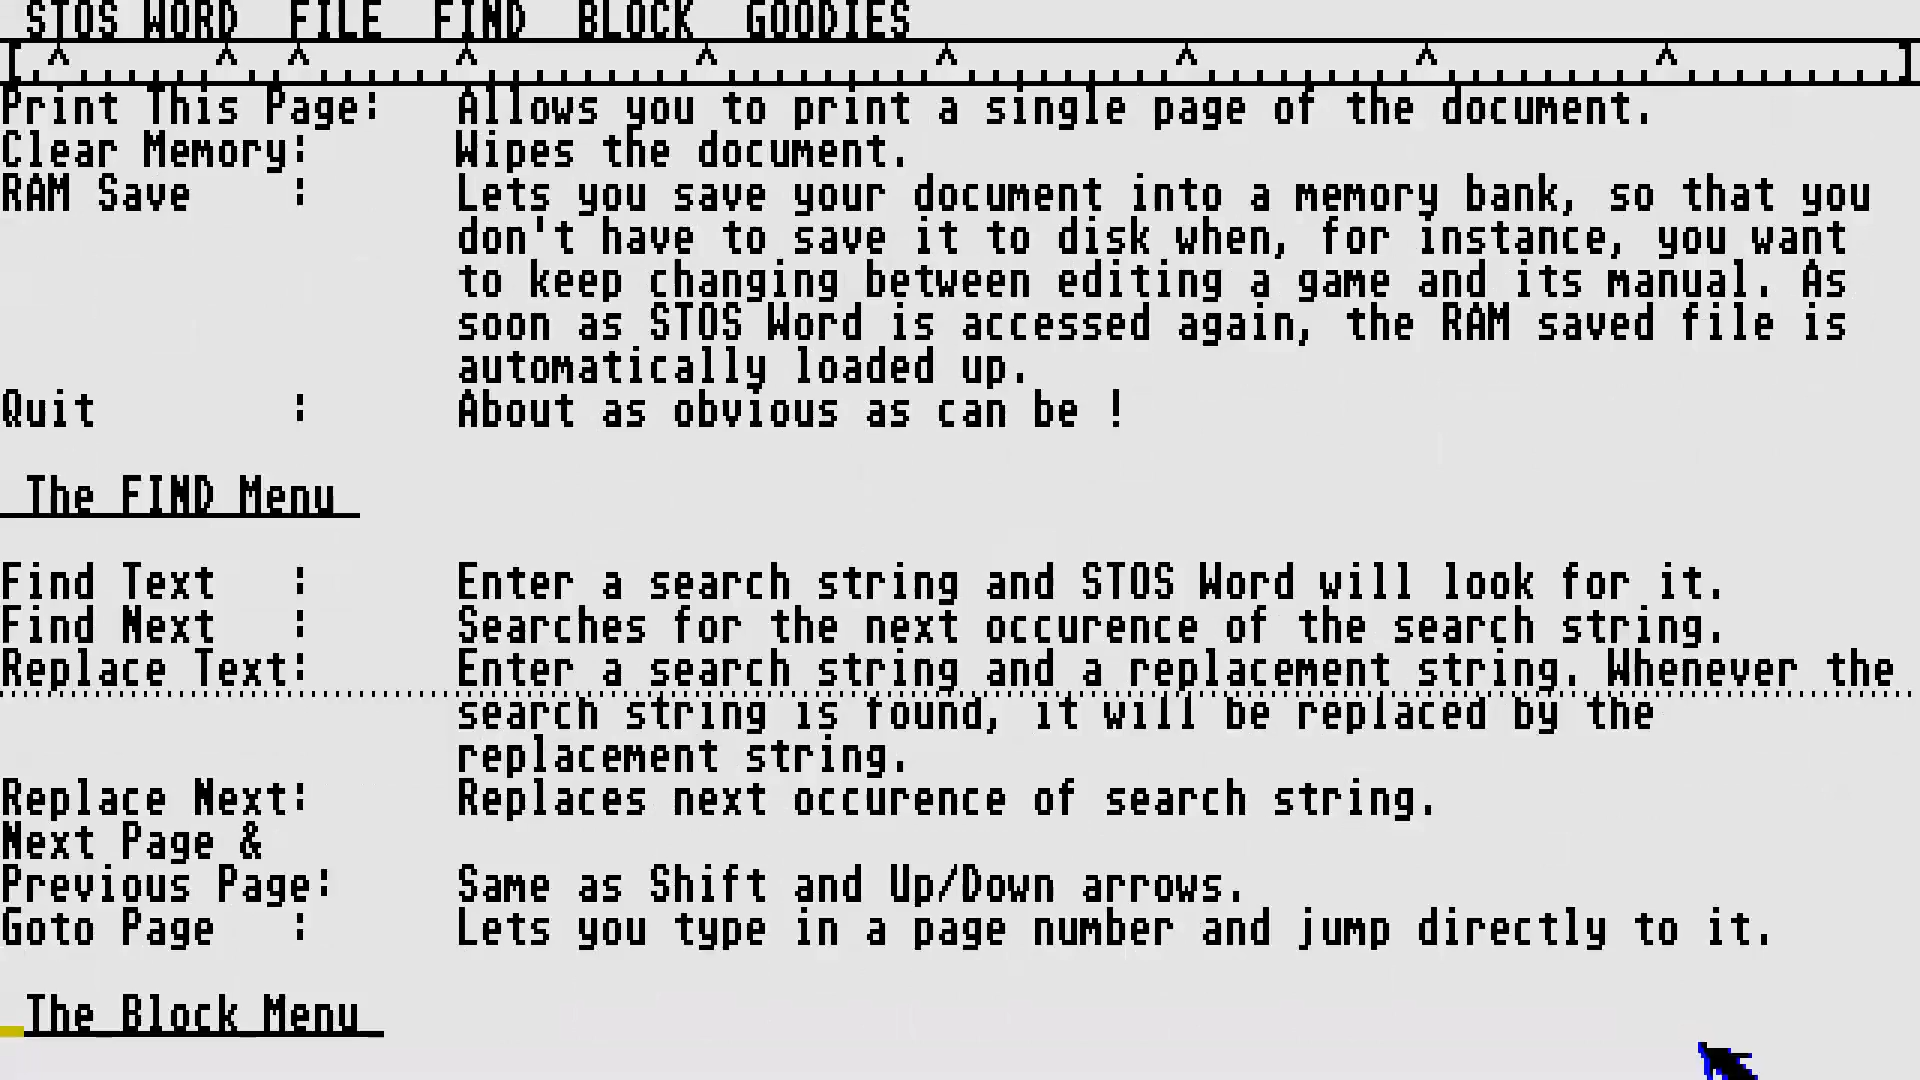 STOS WORD  FILE  FIND  BLOCK  GOODIES
Print This Page:   Allows you to print a single page of the document.
Clear Memory:      Wipes the document.
RAM Save    :      Lets you save your document into a memory bank, so that you
don't have to save it to disk when, for instance, you want
to keep changing between editing a game and its manual. As
soon as STOS Word is accessed again, the RAM saved file is
automatically loaded up.
Quit        :      About as obvious as can be !
The FIND Menu
Find Text   :      Enter a search string and STOS Word will look for it.
Find Next   :      Searches for the next occurence of the search string.
Replace Text:      Enter a search string and a replacement string. Whenever the
search string is found, it will be replaced by the
replacement string.
Replace Next:      Replaces next occurence of search string.
Next Page &
Previous Page:     Same as Shift and Up/Down arrows.
Goto Page   :      Lets you type in a page number and jump directly to it.
The Block Menu